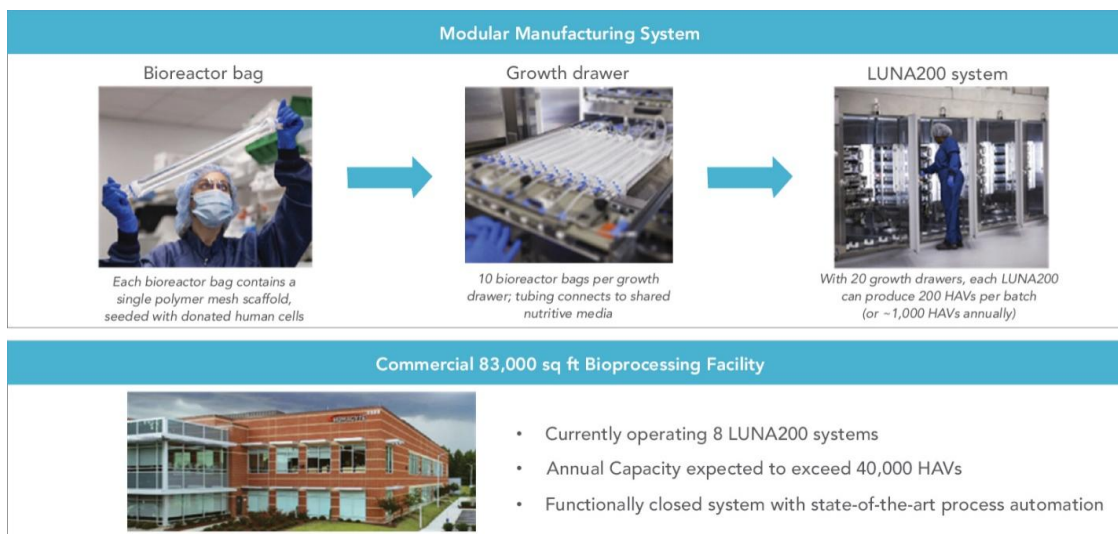 Modular Manufacturing System
Bioreactor bag
Growth drawer
LUNA200 system
Each bioreactor bag contains a
single polymer mesh scaffold,
seeded with donated human cells
10 bioreactor bags per growth
drawer; tubing connects to shared
nutritive media
With 20 growth drawers, each LUNA200
can produce 200 HAVs per batch
(or ~1,000 HAVs annually)
Commercial 83,000 sq ft Bioprocessing Facility
• Currently operating 8 LUNA200 systems
• Annual Capacity expected to exceed 40,000 HAVs
• Functionally closed system with state-of-the-art process automation